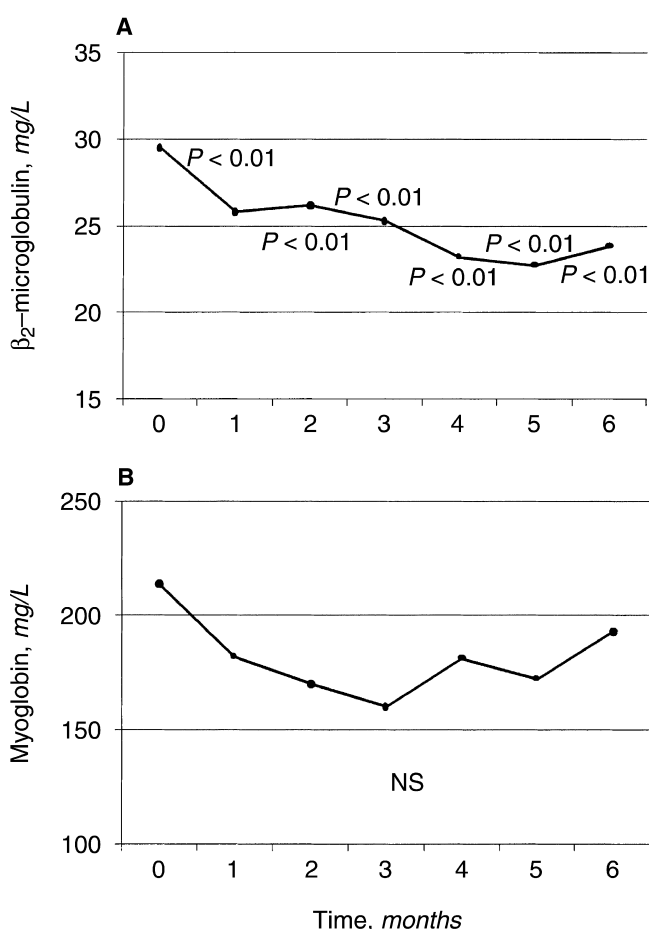 A
35
30
25
20
15
β2–microglobulin, mg/L
P < 0.01
P < 0.01
P < 0.01
P < 0.01
P < 0.01
P < 0.01
0 1 2 3 4 5 6
B
250
200
150
100
Myoglobin, mg/L
NS
0 1 2 3 4 5 6
Time, months